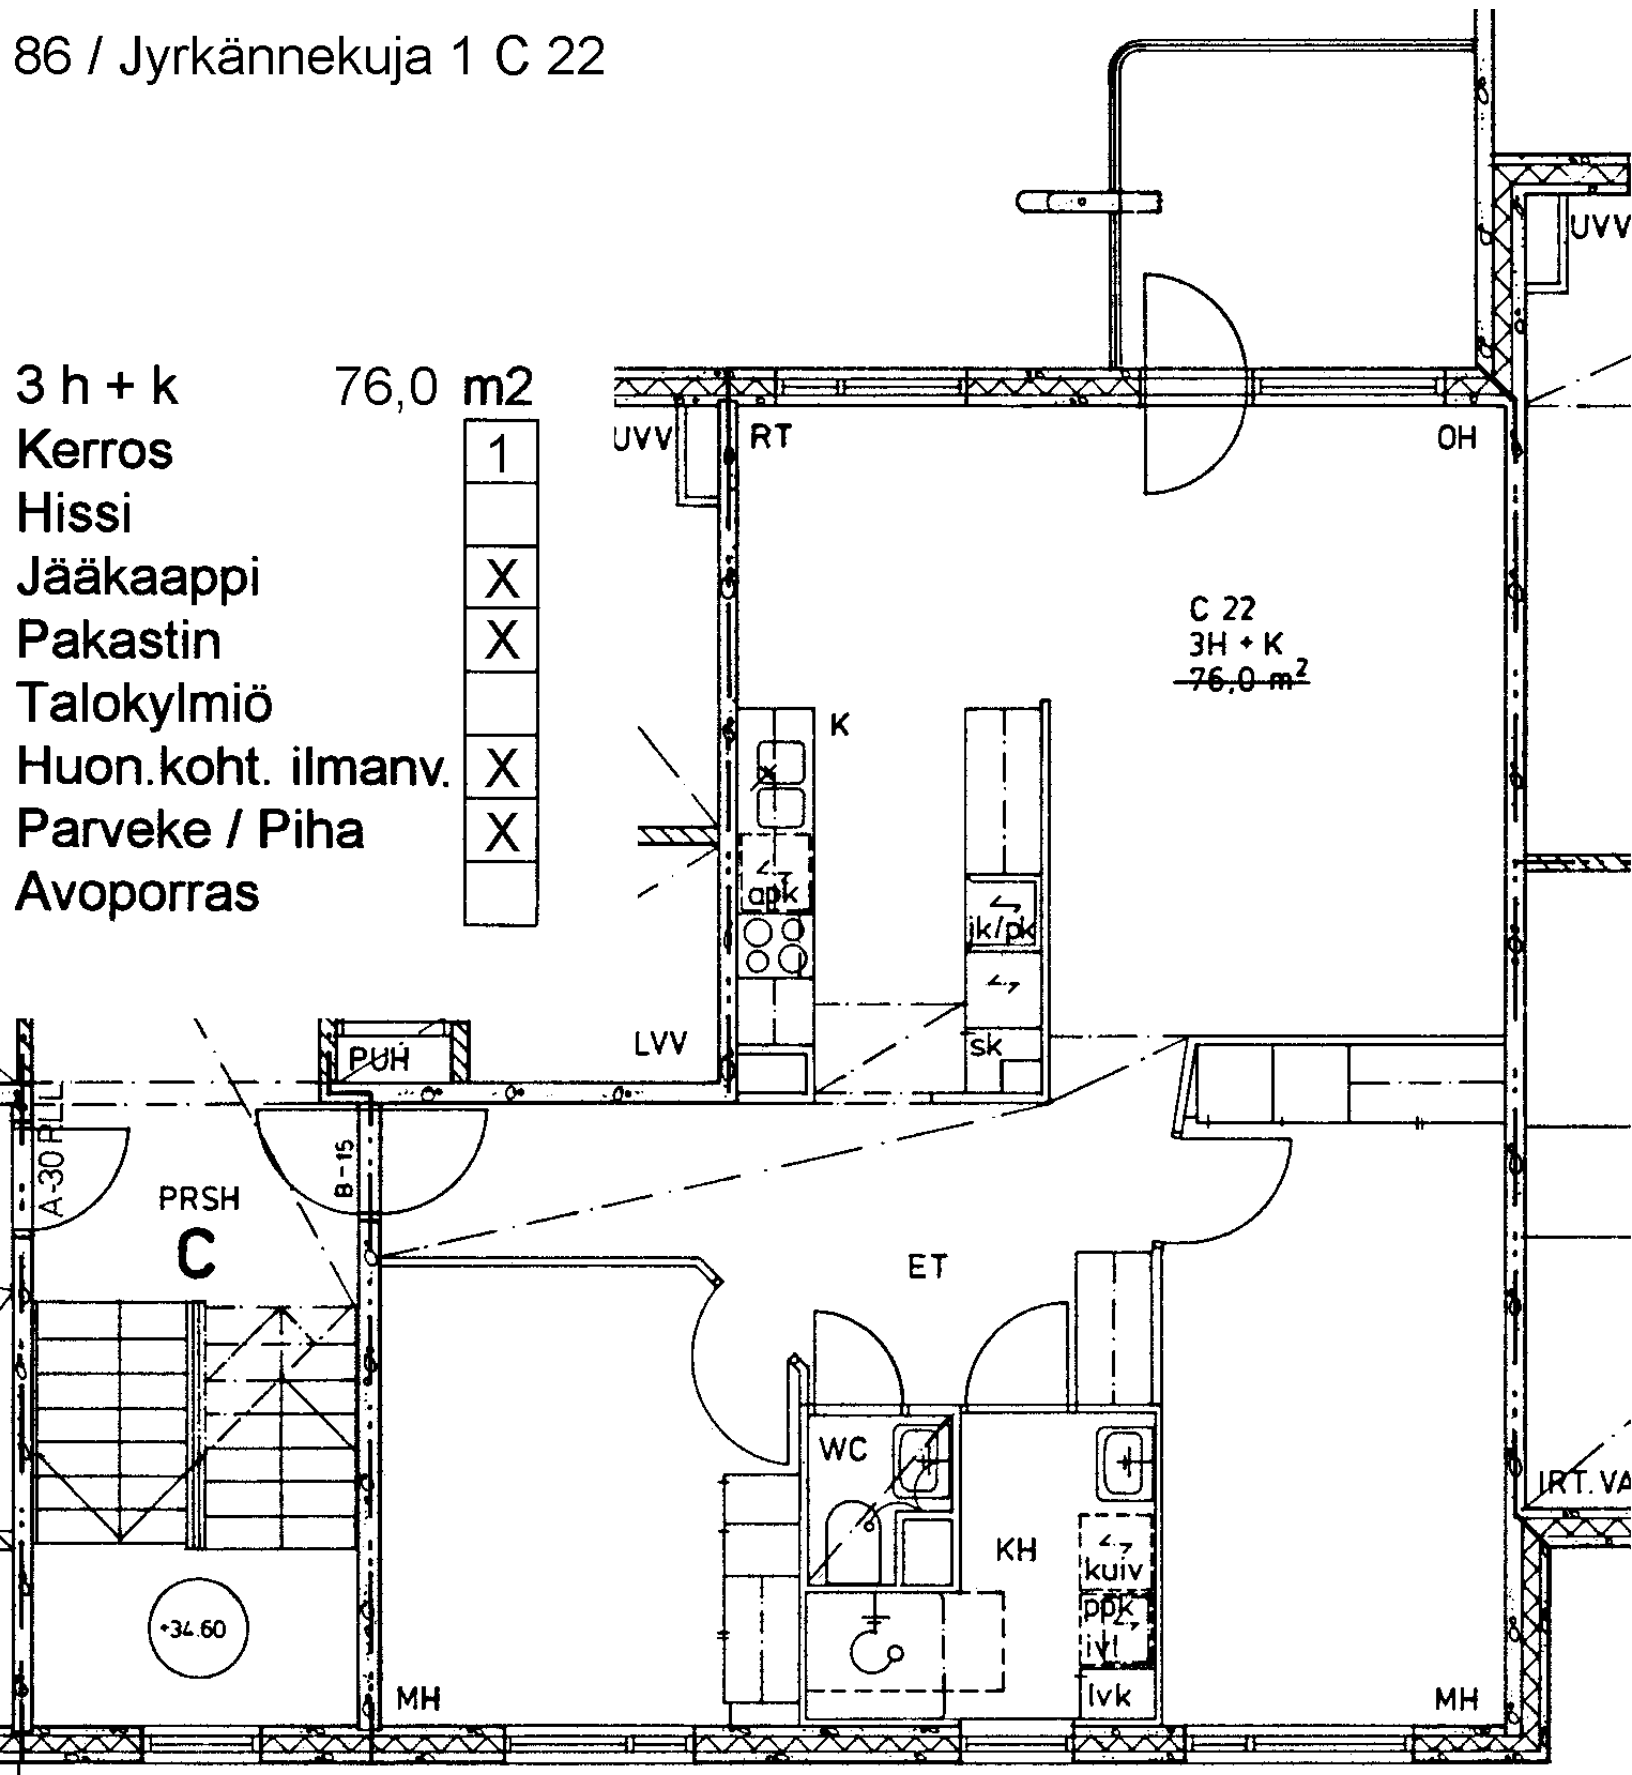 86 / Jyrkännekuja 1 C 22
3 h + k 76,0 m2
Kerros 1
Hissi
Jääkaappi X
Pakastin X
Talokylmiö
Huon.koht. ilmanv. X
Parveke / Piha X
Avoporras
UVV
UVV
RT
OH
C 22
3H + K
76,0 m²
K
apk
jk/pk
sk
LVV
PUH
A-30 RLIL
B-15
PRSH
C
ET
WC
KH
kuiv
ppk
lvk
IRT. VA
+34.60
MH
MH